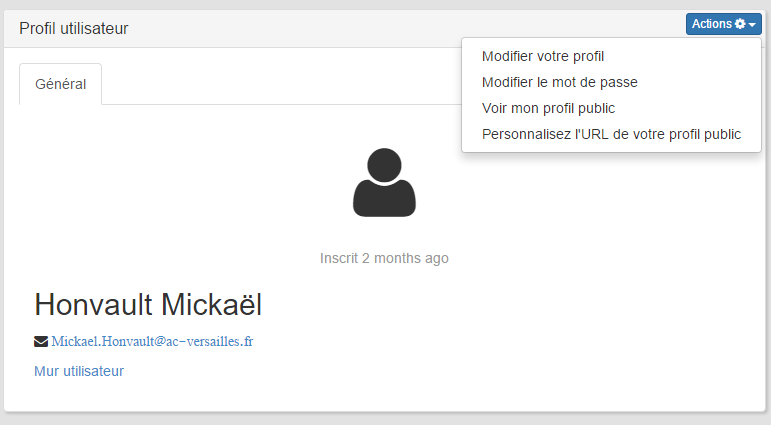 Profil utilisateur
Actions
Modifier votre profil
Modifier le mot de passe
Voir mon profil public
Personnalisez l'URL de votre profil public
Général
Inscrit 2 months ago
Honvault Mickaël
Mickael.Honvault@ac-versailles.fr
Mur utilisateur